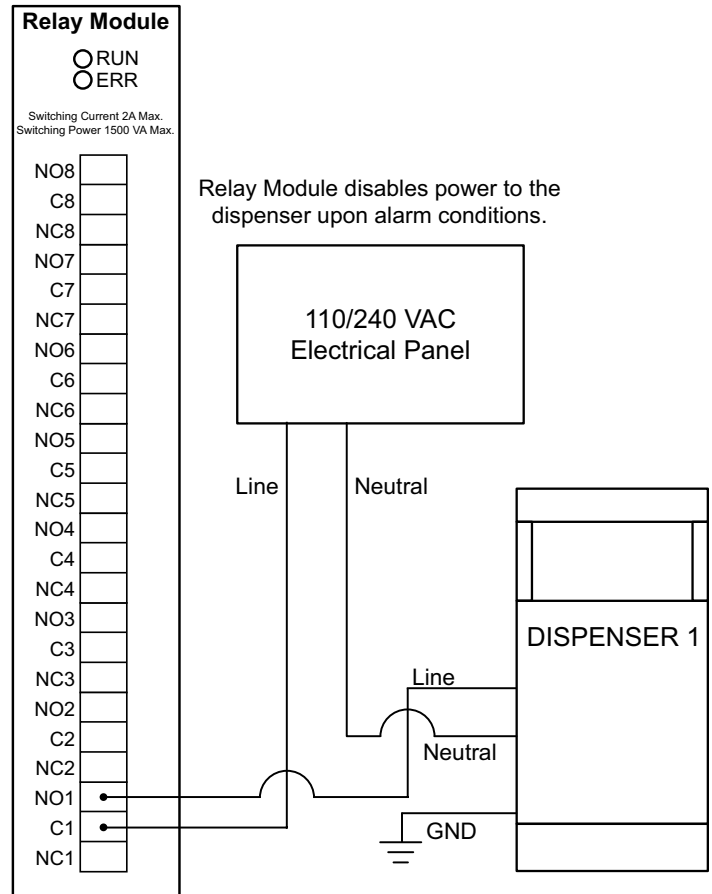 Relay Module
RUN
ERR
Switching Current 2A Max.
Switching Power 1500 VA Max.
NO8
C8
NC8
NO7
C7
NC7
NO6
C6
NC6
NO5
C5
NC5
NO4
C4
NC4
NO3
C3
NC3
NO2
C2
NC2
NO1
C1
NC1
Relay Module disables power to the
dispenser upon alarm conditions.
110/240 VAC
Electrical Panel
Line
Neutral
DISPENSER 1
Line
Neutral
GND